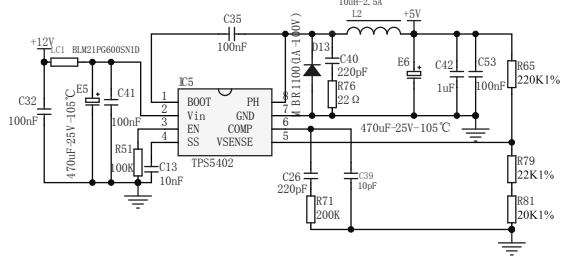 10uH-2.5A
L2
+5V
C35
100nF
+12V
LC1 BLM21PG600SN1D
MBR1100(1A-100V)
D13
C40
220pF
R76
22Ω
E6
C42
1uF
C53
100nF
R65
220K1%
IC5
E5
C41
100nF
C32
100nF
470uF-25V-105℃
1 BOOT PH 8
2 Vin GND 7
3 EN COMP 6
4 SS VSENSE 5
TPS5402
470uF-25V-105℃
R51
100K
C13
10nF
C26
220pF
C39
10pF
R71
200K
R79
22K1%
R81
20K1%